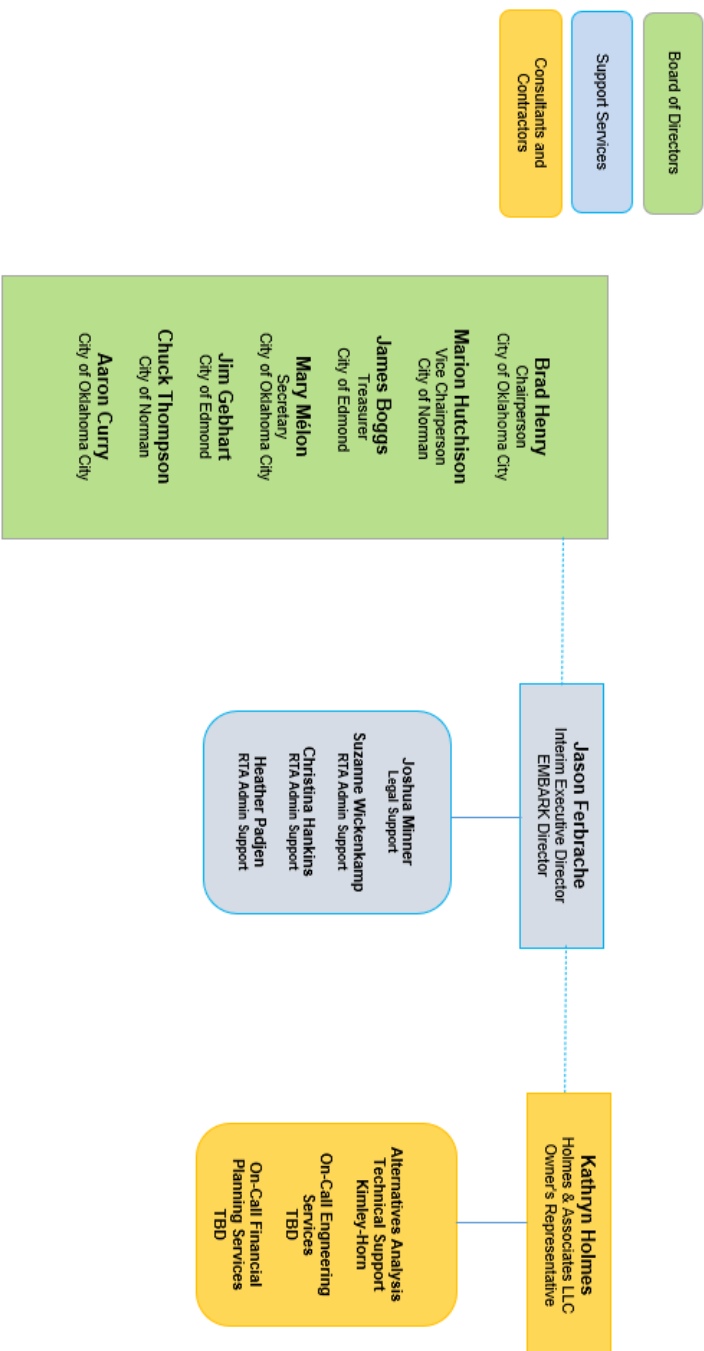 Board of Directors
Support Services
Consultants and
Contractors
Brad Henry
Chairperson
City of Oklahoma City
Marion Hutchison
Vice Chairperson
City of Norman
James Boggs
Treasurer
City of Edmond
Mary Mélon
Secretary
City of Oklahoma City
Jim Gebhart
City of Edmond
Chuck Thompson
City of Norman
Aaron Curry
City of Oklahoma City
Jason Ferbrache
Interim Executive Director
EMBARK Director
Joshua Minner
Legal Support
Suzanne Wickenkamp
RTA Admin Support
Christina Hankins
RTA Admin Support
Heather Padjen
RTA Admin Support
Kathryn Holmes
Holmes & Associates LLC
Owner's Representative
Alternatives Analysis
Technical Support
Kimley-Horn
On-Call Engneering
Services
TBD
On-Call Financial
Planning Services
TBD